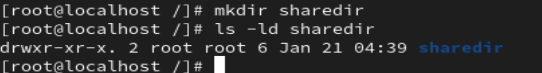 [root@localhost /]# mkdir sharedir
[root@localhost /]# ls -ld sharedir
drwxr-xr-x. 2 root root 6 Jan 21 04:39 sharedir
[root@localhost /]#